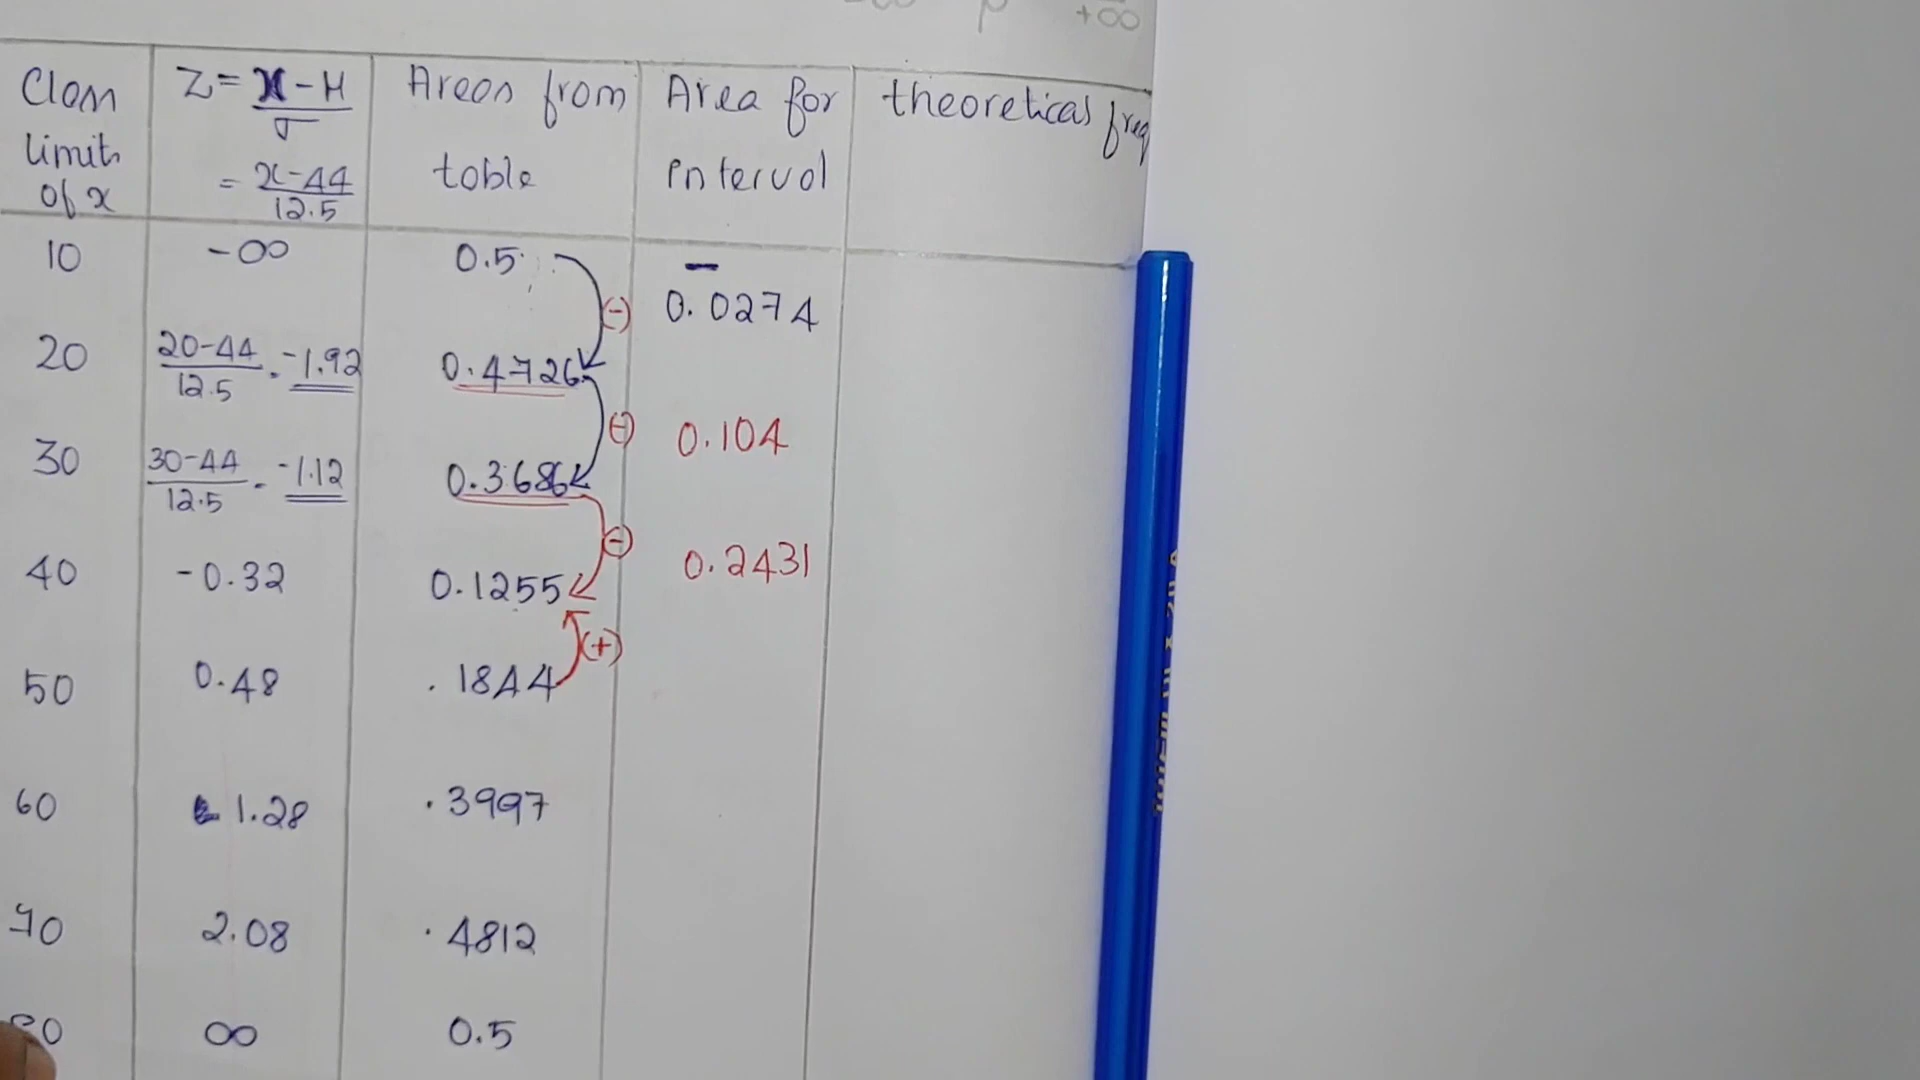 +∞
Class limits of x | Z = x-μ/σ = x-44/12.5 | Areas from table | Area for interval | theoretical freq
10 | -∞ | 0.5 | -
(-) 0.0274
20 | 20-44/12.5 = -1.92 | 0.4726
(-) 0.104
30 | 30-44/12.5 = -1.12 | 0.3686
(-) 0.2431
40 | -0.32 | 0.1255
(+)
50 | 0.48 | .1844
60 | 1.28 | .3997
70 | 2.08 | .4812
80 | ∞ | 0.5